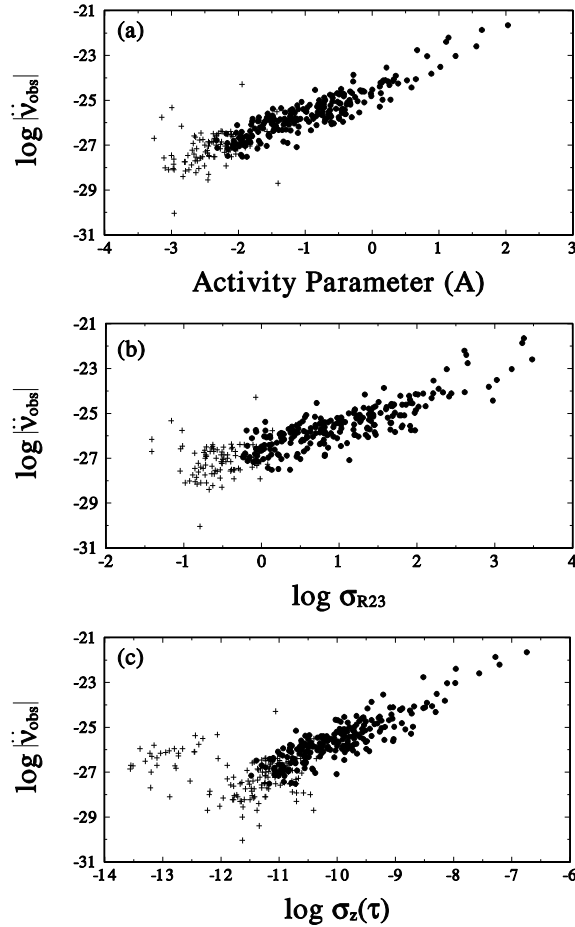 (a)
log |ν̈obs|
-21
-23
-25
-27
-29
-31
-4 -3 -2 -1 0 1 2 3
Activity Parameter (A)
(b)
log |ν̈obs|
-21
-23
-25
-27
-29
-31
-2 -1 0 1 2 3 4
log σR23
(c)
log |ν̈obs|
-21
-23
-25
-27
-29
-31
-14 -13 -12 -11 -10 -9 -8 -7 -6
log σz(τ)